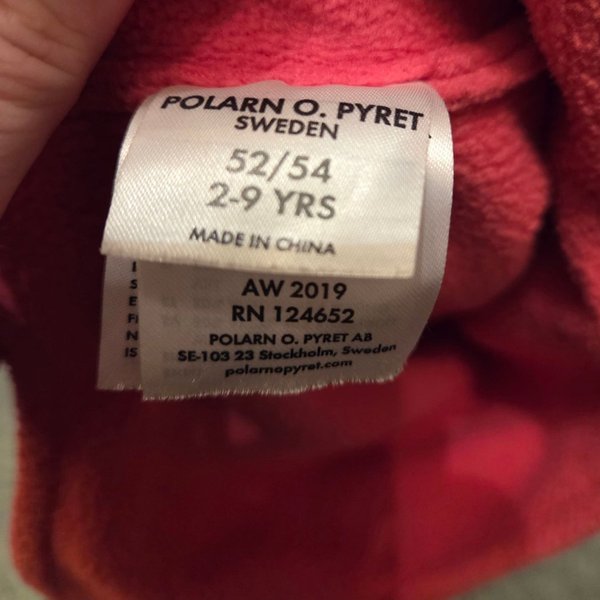 POLARN O. PYRET
SWEDEN
52/54
2-9 YRS
MADE IN CHINA
AW 2019
RN 124652
POLARN O. PYRET AB
SE-103 23 Stockholm, Sweden
polarnopyret.com